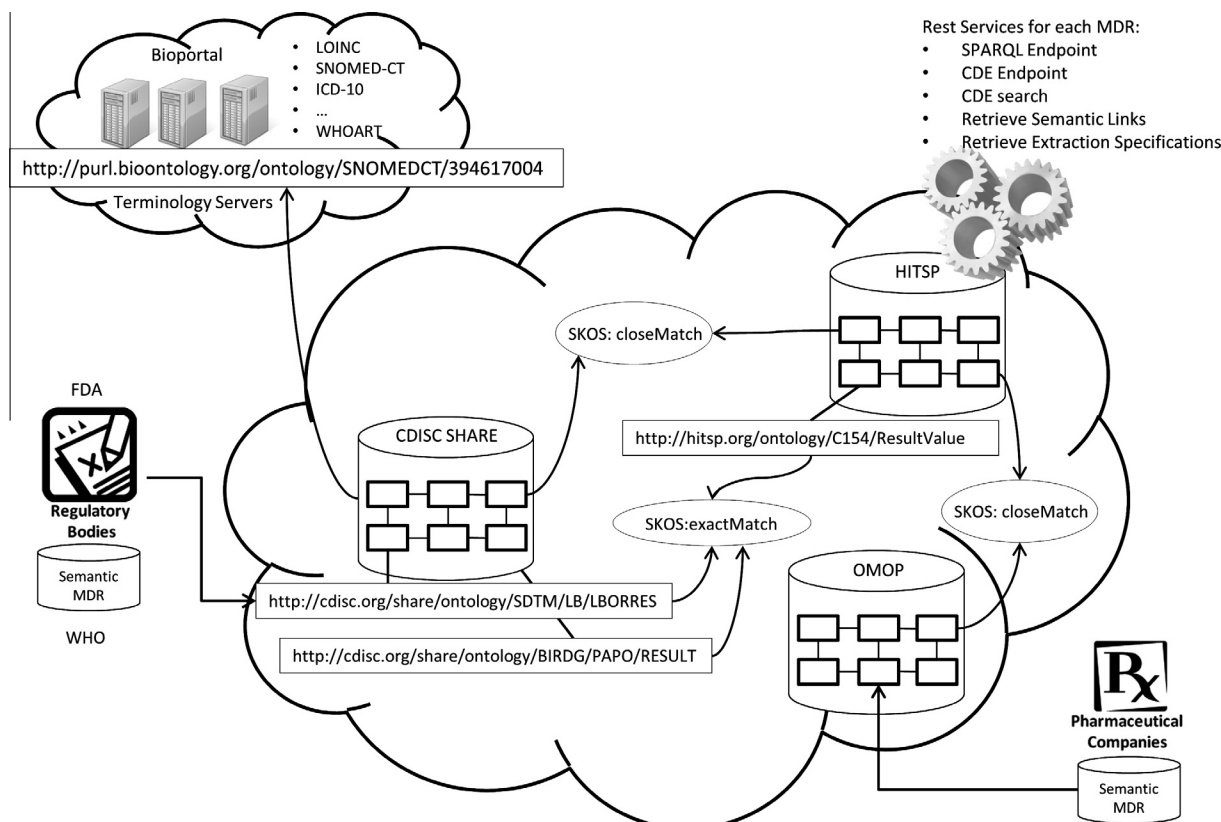 Bioportal
• LOINC
• SNOMED-CT
• ICD-10
• ...
• WHOART
http://purl.bioontology.org/ontology/SNOMEDCT/394617004
Terminology Servers
Rest Services for each MDR:
• SPARQL Endpoint
• CDE Endpoint
• CDE search
• Retrieve Semantic Links
• Retrieve Extraction Specifications
HITSP
SKOS: closeMatch
FDA
Regulatory
Bodies
Semantic
MDR
WHO
CDISC SHARE
http://hitsp.org/ontology/C154/ResultValue
SKOS:exactMatch
SKOS: closeMatch
http://cdisc.org/share/ontology/SDTM/LB/LBORRES
http://cdisc.org/share/ontology/BIRDG/PAPO/RESULT
OMOP
Rx
Pharmaceutical
Companies
Semantic
MDR